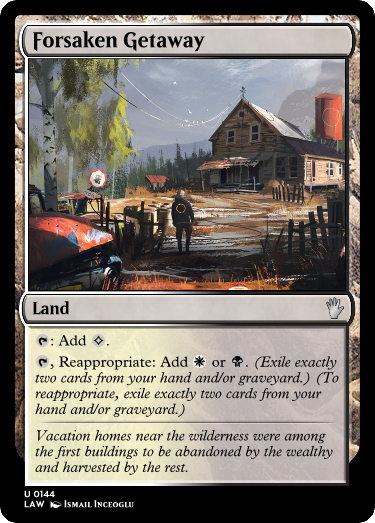 Forsaken Getaway
Land
: Add .
, Reappropriate: Add or . (Exile exactly
two cards from your hand and/or graveyard.) (To
reappropriate, exile exactly two cards from your
hand and/or graveyard.)
Vacation homes near the wilderness were among
the first buildings to be abandoned by the wealthy
and harvested by the rest.
U 0144
LAW Ismail Inceoglu